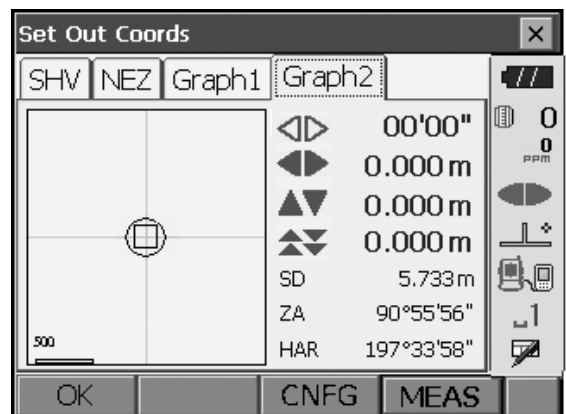 Set Out Coords
SHV NEZ Graph1 Graph2
00'00"
0.000 m
0.000 m
0.000 m
SD 5.733 m
ZA 90°55'56"
HAR 197°33'58"
500
0
0
PPM
1
OK CNFG MEAS